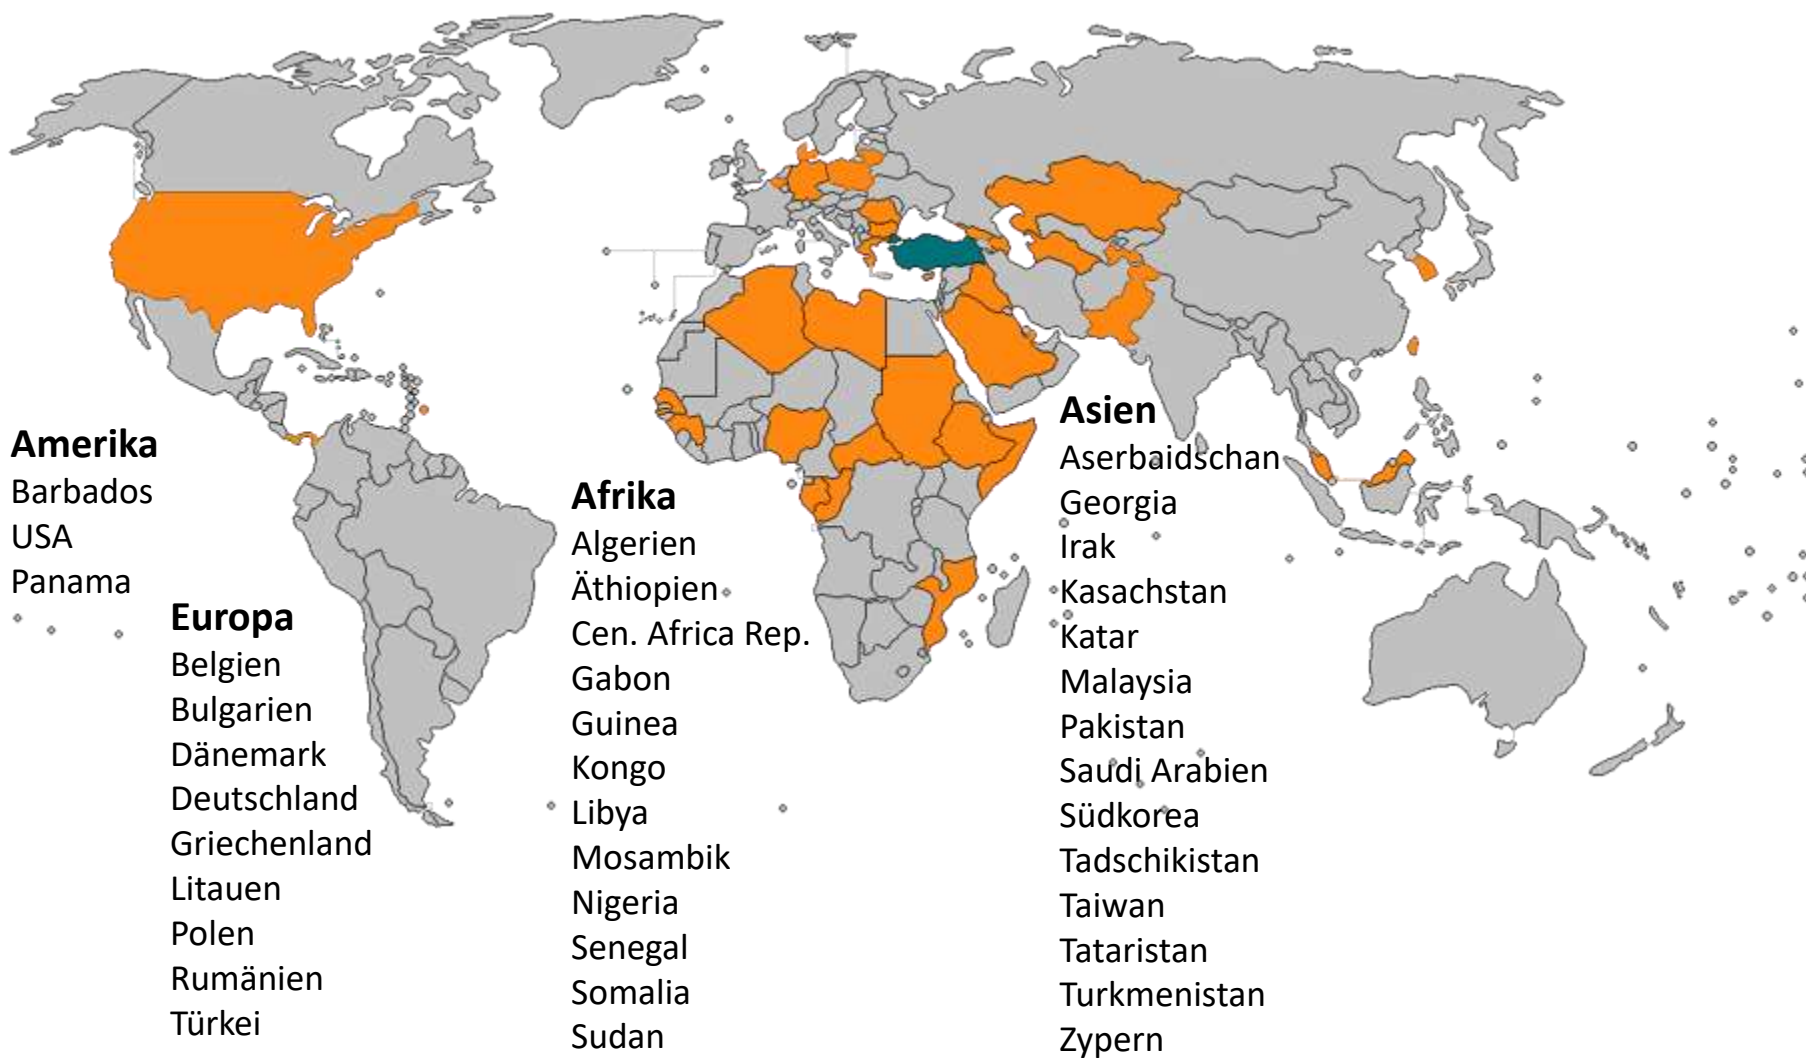 Amerika
Barbados
USA
Panama
Europa
Belgien
Bulgarien
Dänemark
Deutschland
Griechenland
Litauen
Polen
Rumänien
Türkei
Afrika
Algerien
Äthiopien
Cen. Africa Rep.
Gabon
Guinea
Kongo
Libya
Mosambik
Nigeria
Senegal
Somalia
Sudan
Asien
Aserbaidschan
Georgia
Irak
Kasachstan
Katar
Malaysia
Pakistan
Saudi Arabien
Südkorea
Tadschikistan
Taiwan
Tataristan
Turkmenistan
Zypern